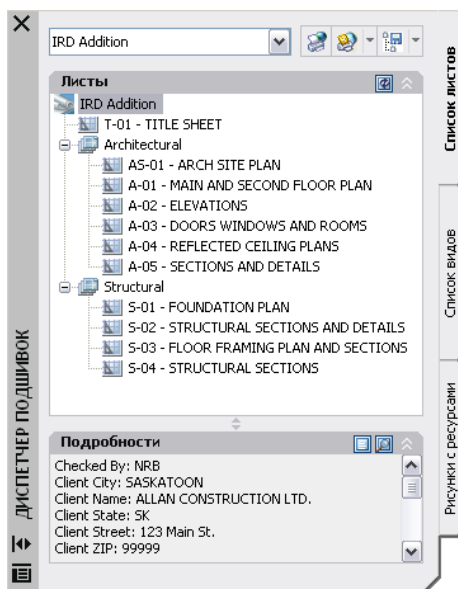 IRD Addition
Листы
IRD Addition
T-01 - TITLE SHEET
Architectural
AS-01 - ARCH SITE PLAN
A-01 - MAIN AND SECOND FLOOR PLAN
A-02 - ELEVATIONS
A-03 - DOORS WINDOWS AND ROOMS
A-04 - REFLECTED CEILING PLANS
A-05 - SECTIONS AND DETAILS
Structural
S-01 - FOUNDATION PLAN
S-02 - STRUCTURAL SECTIONS AND DETAILS
S-03 - FLOOR FRAMING PLAN AND SECTIONS
S-04 - STRUCTURAL SECTIONS
Подробности
Checked By: NRB
Client City: SASKATOON
Client Name: ALLAN CONSTRUCTION LTD.
Client State: SK
Client Street: 123 Main St.
Client ZIP: 99999
ДИСПЕТЧЕР ПОДШИВОК
Список листов
Список видов
Рисунки с ресурсами